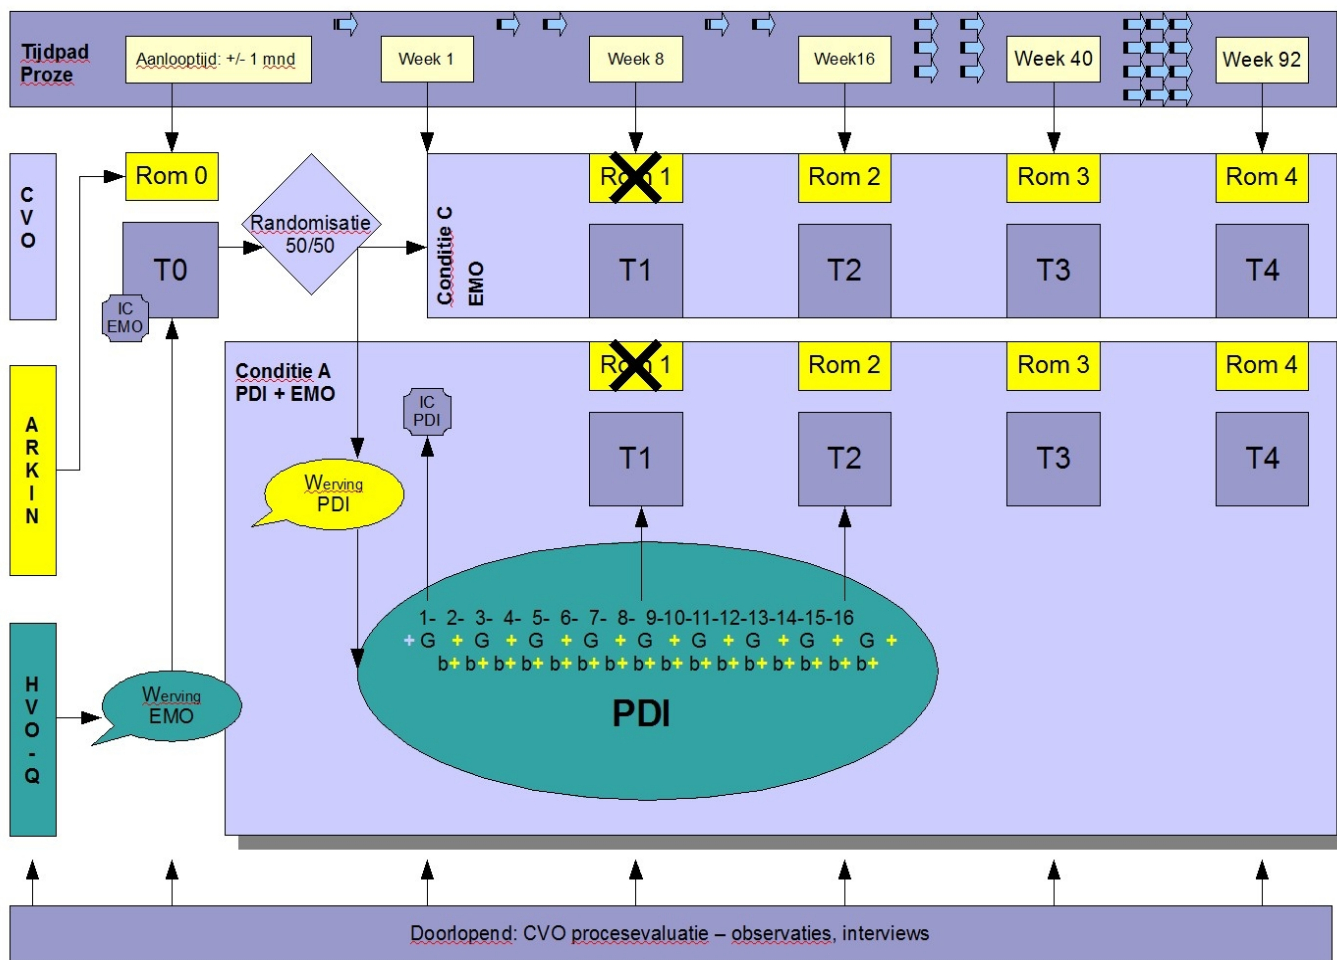 Tijdpad
Proze
Aanlooptijd: +/- 1 mnd
Week 1
Week 8
Week16
Week 40
Week 92
C
V
O
Rom 0
T0
IC
EMO
Randomisatie
50/50
Conditie C
EMO
Rom 1
Rom 2
Rom 3
Rom 4
T1
T2
T3
T4
A
R
K
I
N
Conditie A
PDI + EMO
IC
PDI
Rom 1
Rom 2
Rom 3
Rom 4
T1
T2
T3
T4
Werving
PDI
1- 2- 3- 4- 5- 6- 7- 8- 9-10-11-12-13-14-15-16
+ G + G + G + G + G + G + G + G + G +
b+ b+ b+ b+ b+ b+ b+ b+ b+ b+ b+ b+ b+ b+ b+ b+
PDI
H
V
O
-
Q
Werving
EMO
Doorlopend: CVO procesevaluatie – observaties, interviews